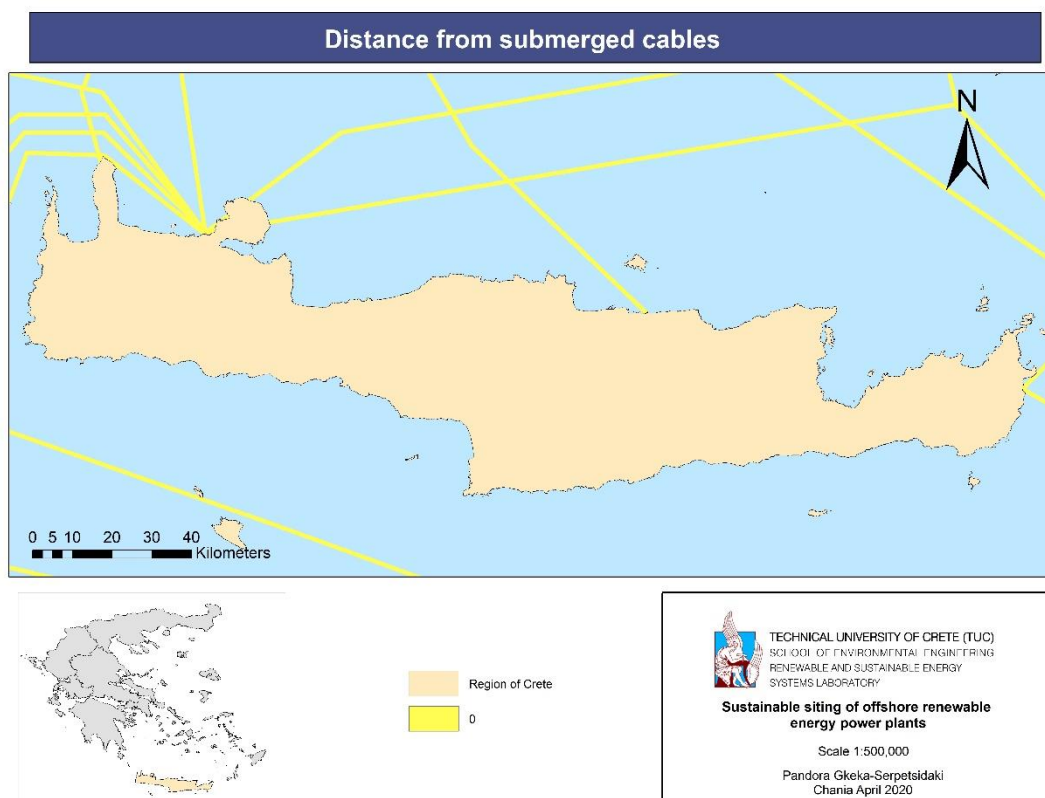 Distance from submerged cables
N
0 5 10 20 30 40
Kilometers
Region of Crete
0
TECHNICAL UNIVERSITY OF CRETE (TUC)
SCHOOL OF ENVIRONMENTAL ENGINEERING
RENEWABLE AND SUSTAINABLE ENERGY
SYSTEMS LABORATORY
Sustainable siting of offshore renewable
energy power plants
Scale 1:500,000
Pandora Gkeka-Serpetsidaki
Chania April 2020